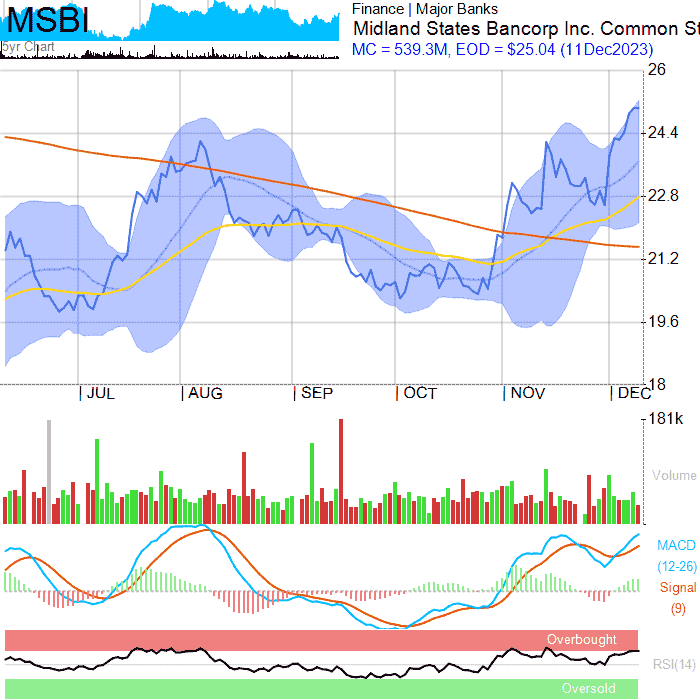 MSBI
5yr Chart
Finance | Major Banks
Midland States Bancorp Inc. Common St
MC = 539.3M, EOD = $25.04 (11Dec2023)
26
24.4
22.8
21.2
19.6
18
JUL
AUG
SEP
OCT
NOV
DEC
181k
Volume
MACD
(12-26)
Signal
(9)
Overbought
RSI(14)
Oversold